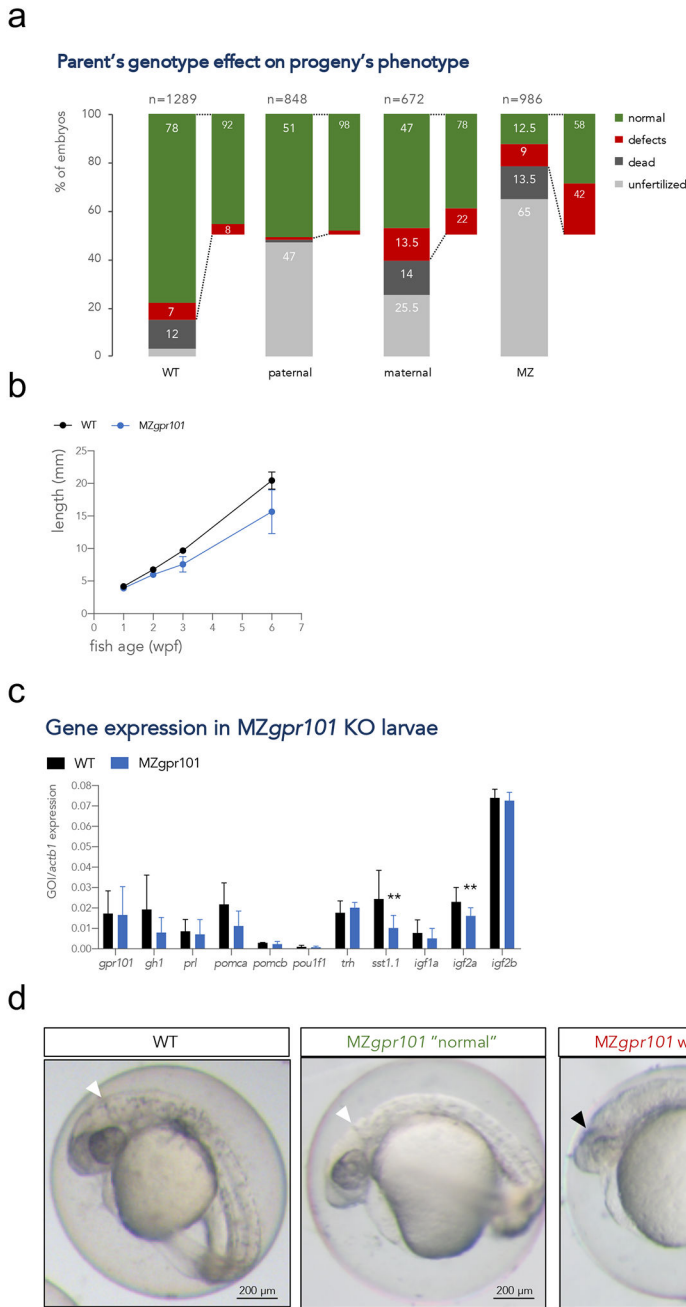 a
Parent's genotype effect on progeny's phenotype
n=1289 n=848 n=672 n=986
% of embryos
100
80
60
40
20
0
78 92 51 98 47 78 12.5 58
7 8 13.5 22 9 42
12 47 14 13.5
25.5 65
normal
defects
dead
unfertilized
WT paternal maternal MZ
b
WT MZgpr101
length (mm)
25
20
15
10
5
0
0 1 2 3 4 5 6 7
fish age (wpf)
c
Gene expression in MZgpr101 KO larvae
WT MZgpr101
GOI/actb1 expression
0.08
0.07
0.06
0.05
0.04
0.03
0.02
0.01
0.00
** **
gpr101 gh1 prl pomca pomcb pou1f1 trh sst1.1 igf1a igf2a igf2b
d
WT MZgpr101 "normal" MZgpr101 w
200 µm 200 µm